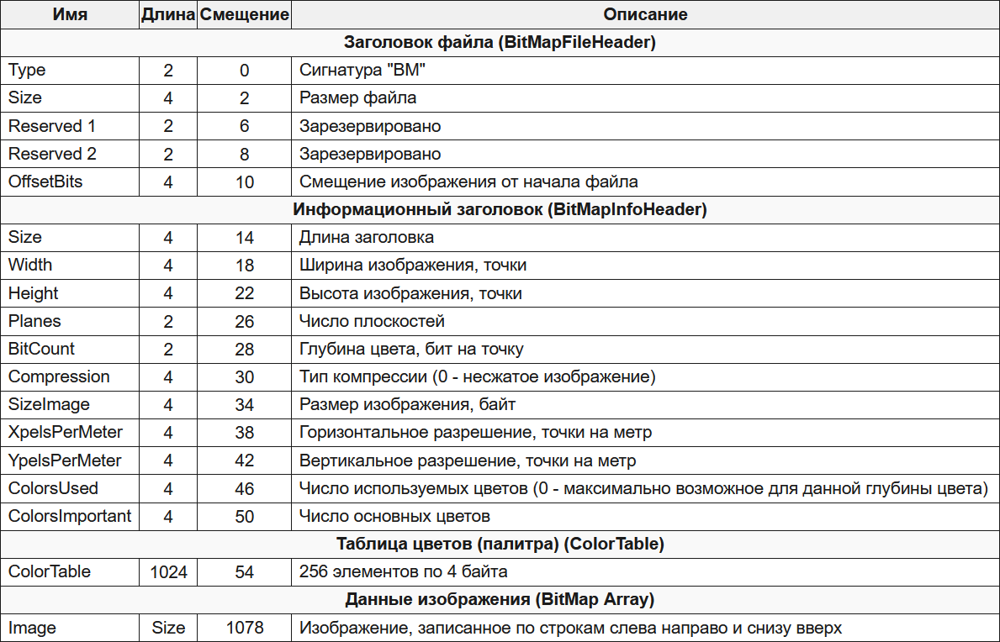 Имя Длина Смещение Описание
Заголовок файла (BitMapFileHeader)
Type 2 0 Сигнатура "BM"
Size 4 2 Размер файла
Reserved 1 2 6 Зарезервировано
Reserved 2 2 8 Зарезервировано
OffsetBits 4 10 Смещение изображения от начала файла
Информационный заголовок (BitMapInfoHeader)
Size 4 14 Длина заголовка
Width 4 18 Ширина изображения, точки
Height 4 22 Высота изображения, точки
Planes 2 26 Число плоскостей
BitCount 2 28 Глубина цвета, бит на точку
Compression 4 30 Тип компрессии (0 - несжатое изображение)
SizeImage 4 34 Размер изображения, байт
XpelsPerMeter 4 38 Горизонтальное разрешение, точки на метр
YpelsPerMeter 4 42 Вертикальное разрешение, точки на метр
ColorsUsed 4 46 Число используемых цветов (0 - максимально возможное для данной глубины цвета)
ColorsImportant 4 50 Число основных цветов
Таблица цветов (палитра) (ColorTable)
ColorTable 1024 54 256 элементов по 4 байта
Данные изображения (BitMap Array)
Image Size 1078 Изображение, записанное по строкам слева направо и снизу вверх